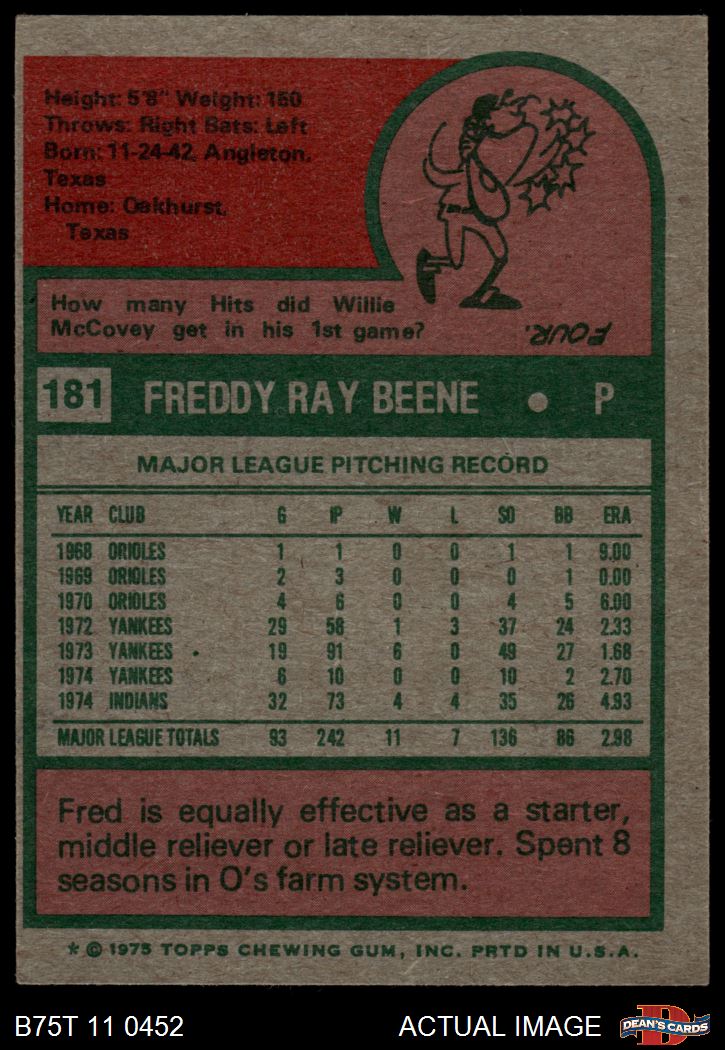 Height: 5'8" Weight: 150
Throws: Right Bats: Left
Born: 11-24-42, Angleton,
Texas
Home: Oakhurst,
Texas
How many Hits did Willie
McCovey get in his 1st game?
FOUR.
181 FREDDY RAY BEENE • P
MAJOR LEAGUE PITCHING RECORD
YEAR CLUB G IP W L SO BB ERA
1968 ORIOLES 1 1 0 0 1 1 9.00
1969 ORIOLES 2 3 0 0 0 1 0.00
1970 ORIOLES 4 6 0 0 4 5 6.00
1972 YANKEES 29 58 1 3 37 24 2.33
1973 YANKEES 19 91 6 0 49 27 1.68
1974 YANKEES 6 10 0 0 10 2 2.70
1974 INDIANS 32 73 4 4 35 26 4.93
MAJOR LEAGUE TOTALS 93 242 11 7 136 86 2.98
Fred is equally effective as a starter,
middle reliever or late reliever. Spent 8
seasons in O's farm system.
* © 1975 TOPPS CHEWING GUM, INC. PRTD IN U.S.A.
B75T 11 0452 ACTUAL IMAGE D DEAN'S CARDS